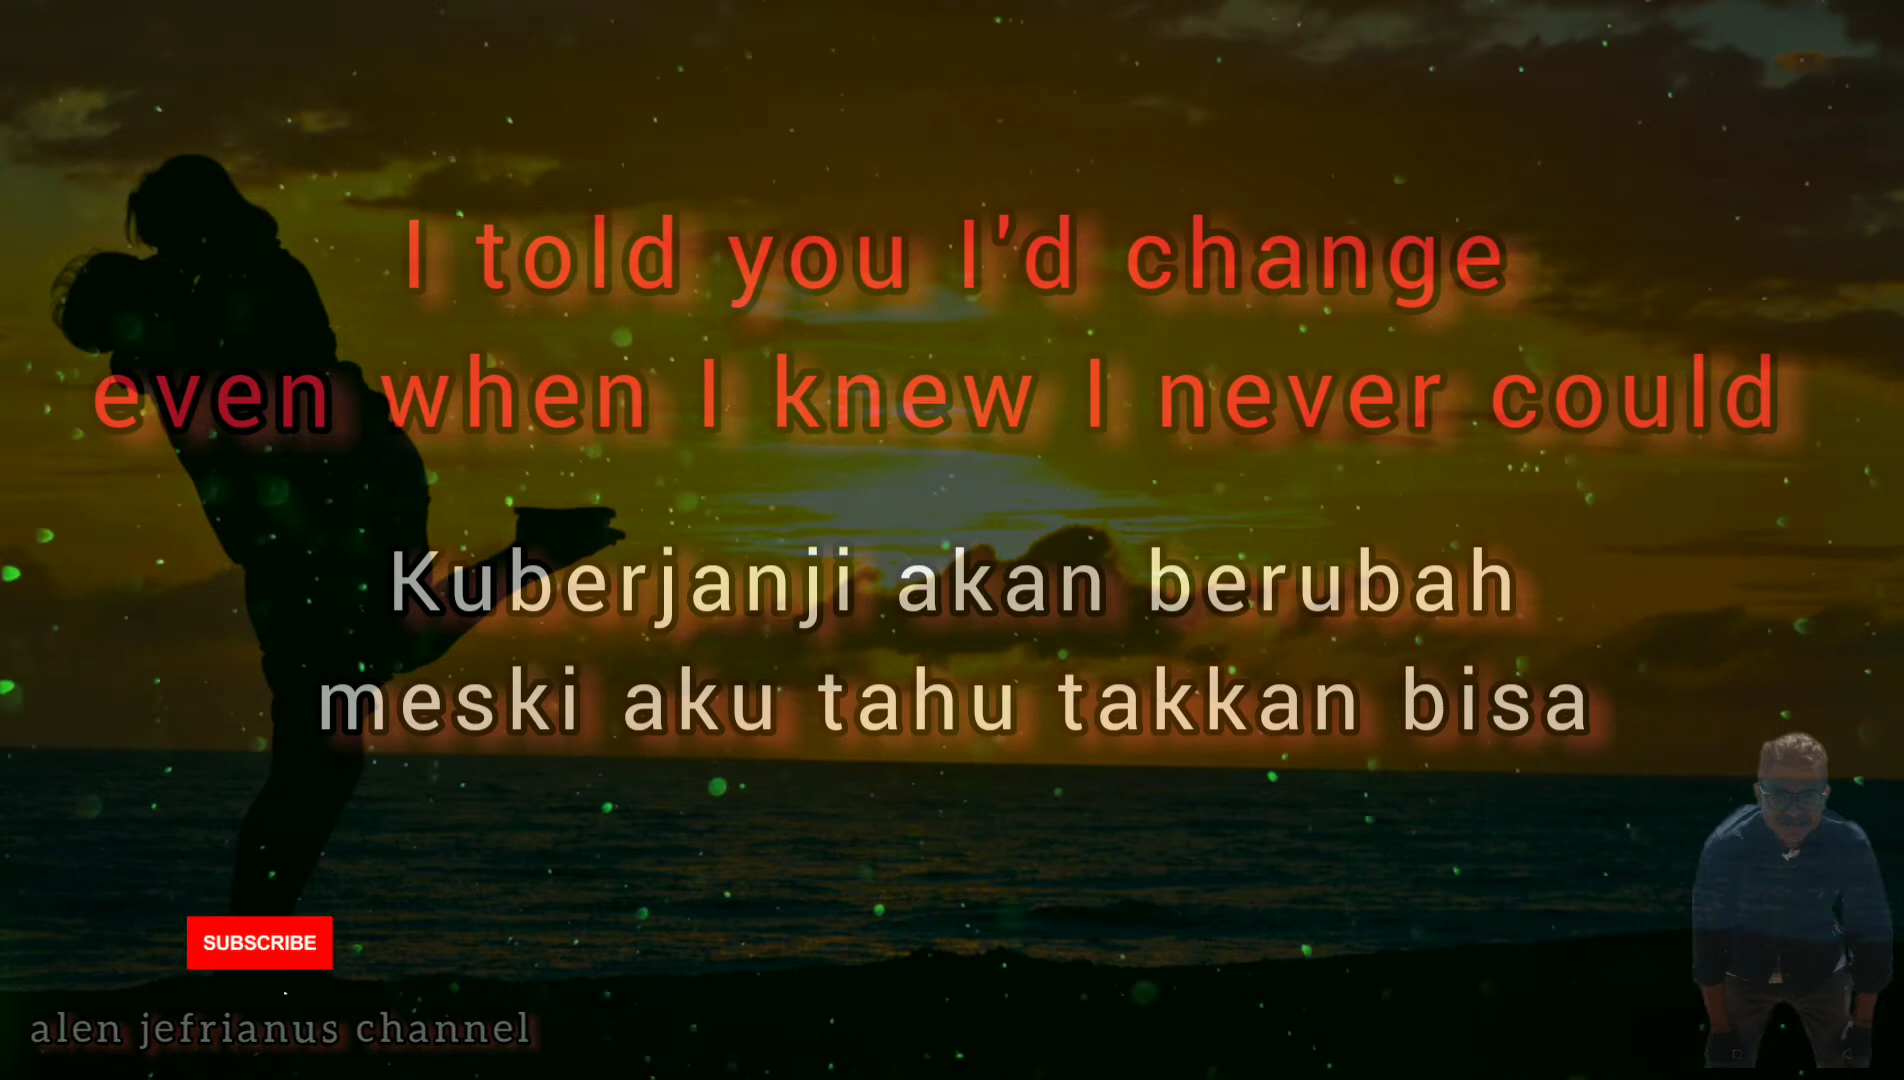 I told you I'd change
even when I knew I never could
Kuberjanji akan berubah
meski aku tahu takkan bisa
SUBSCRIBE
alen jefrianus channel